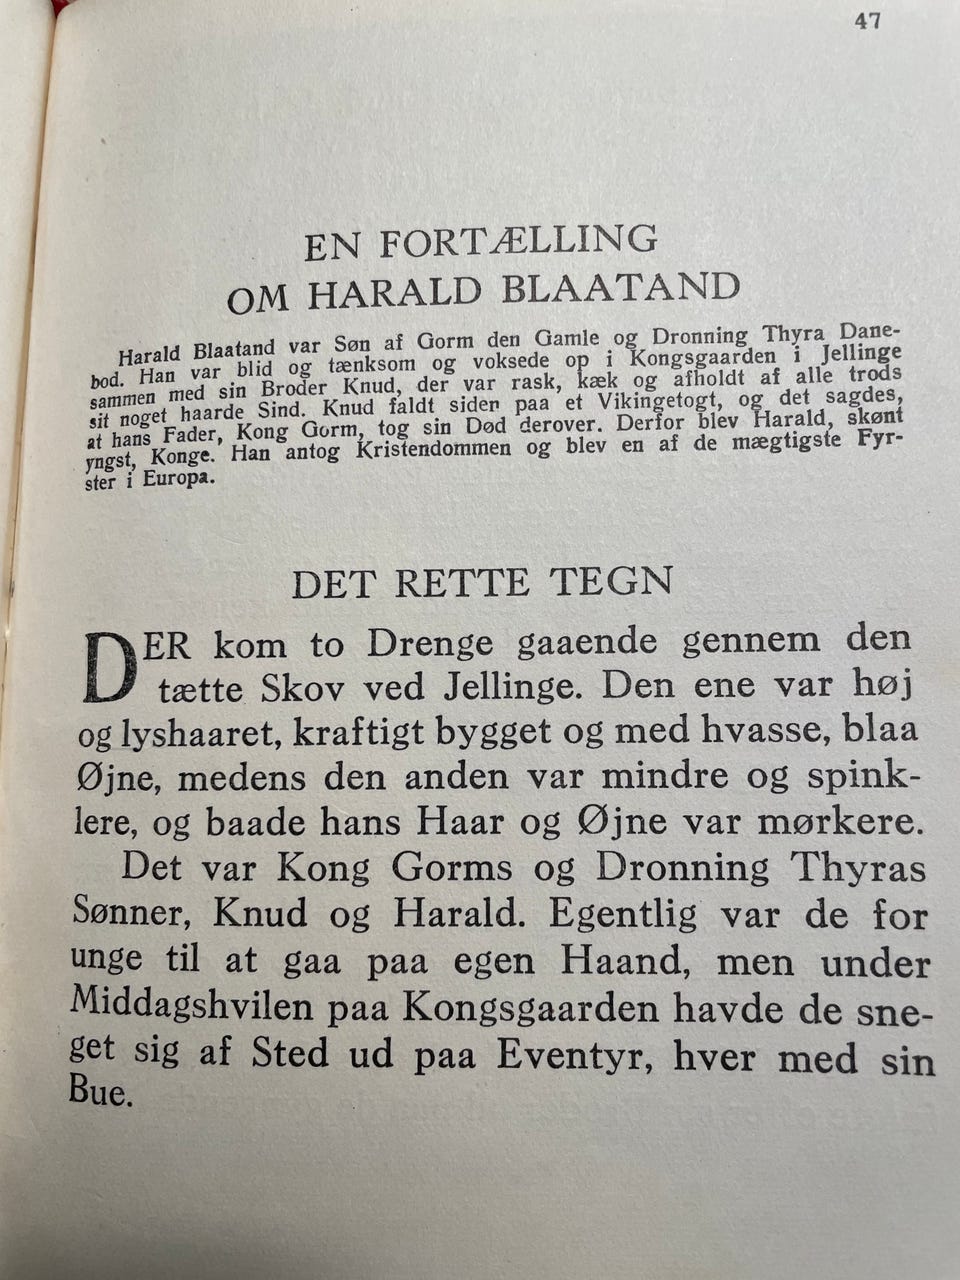 47
EN FORTÆLLING
OM HARALD BLAATAND
Harald Blaatand var Søn af Gorm den Gamle og Dronning Thyra Dane-
bod. Han var blid og tænksom og voksede op i Kongsgaarden i Jellinge
sammen med sin Broder Knud, der var rask, kæk og afholdt af alle trods
sit noget haarde Sind. Knud faldt siden paa et Vikingetogt, og det sagdes,
at hans Fader, Kong Gorm, tog sin Død derover. Derfor blev Harald, skønt
yngst, Konge. Han antog Kristendommen og blev en af de mægtigste Fyr-
ster i Europa.
DET RETTE TEGN
DER kom to Drenge gaaende gennem den
tætte Skov ved Jellinge. Den ene var høj
og lyshaaret, kraftigt bygget og med hvasse, blaa
Øjne, medens den anden var mindre og spink-
lere, og baade hans Haar og Øjne var mørkere.
Det var Kong Gorms og Dronning Thyras
Sønner, Knud og Harald. Egentlig var de for
unge til at gaa paa egen Haand, men under
Middagshvilen paa Kongsgaarden havde de sne-
get sig af Sted ud paa Eventyr, hver med sin
Bue.